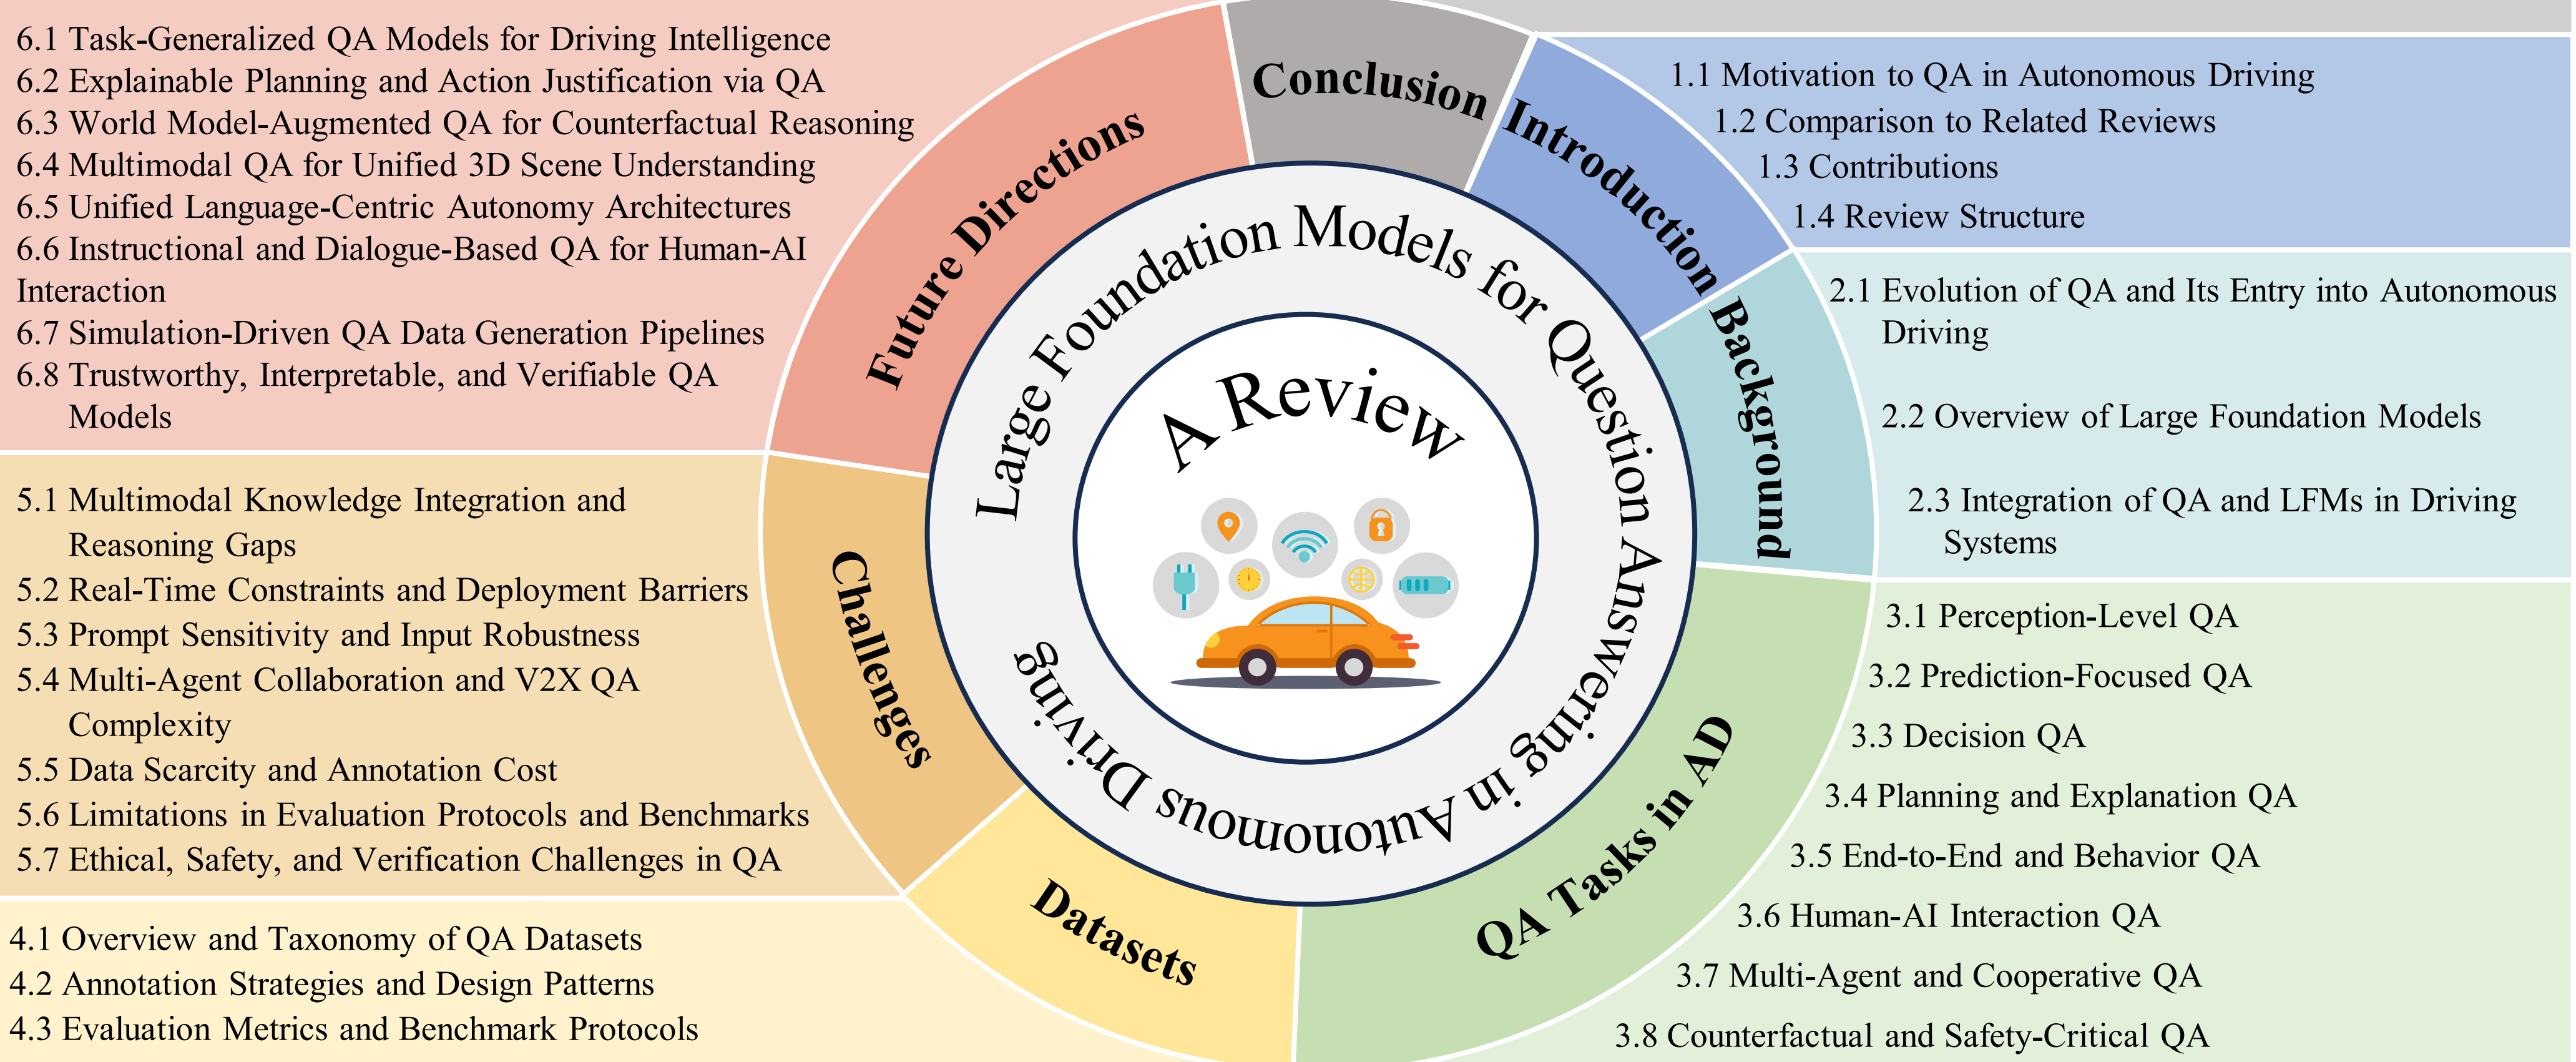 A Review
Large Foundation Models for Question Answering in Autonomous Driving
Introduction
1.1 Motivation to QA in Autonomous Driving
1.2 Comparison to Related Reviews
1.3 Contributions
1.4 Review Structure
Background
2.1 Evolution of QA and Its Entry into Autonomous
Driving
2.2 Overview of Large Foundation Models
2.3 Integration of QA and LFMs in Driving
Systems
QA Tasks in AD
3.1 Perception-Level QA
3.2 Prediction-Focused QA
3.3 Decision QA
3.4 Planning and Explanation QA
3.5 End-to-End and Behavior QA
3.6 Human-AI Interaction QA
3.7 Multi-Agent and Cooperative QA
3.8 Counterfactual and Safety-Critical QA
Datasets
4.1 Overview and Taxonomy of QA Datasets
4.2 Annotation Strategies and Design Patterns
4.3 Evaluation Metrics and Benchmark Protocols
Challenges
5.1 Multimodal Knowledge Integration and
Reasoning Gaps
5.2 Real-Time Constraints and Deployment Barriers
5.3 Prompt Sensitivity and Input Robustness
5.4 Multi-Agent Collaboration and V2X QA
Complexity
5.5 Data Scarcity and Annotation Cost
5.6 Limitations in Evaluation Protocols and Benchmarks
5.7 Ethical, Safety, and Verification Challenges in QA
Future Directions
6.1 Task-Generalized QA Models for Driving Intelligence
6.2 Explainable Planning and Action Justification via QA
6.3 World Model-Augmented QA for Counterfactual Reasoning
6.4 Multimodal QA for Unified 3D Scene Understanding
6.5 Unified Language-Centric Autonomy Architectures
6.6 Instructional and Dialogue-Based QA for Human-AI
Interaction
6.7 Simulation-Driven QA Data Generation Pipelines
6.8 Trustworthy, Interpretable, and Verifiable QA
Models
Conclusion